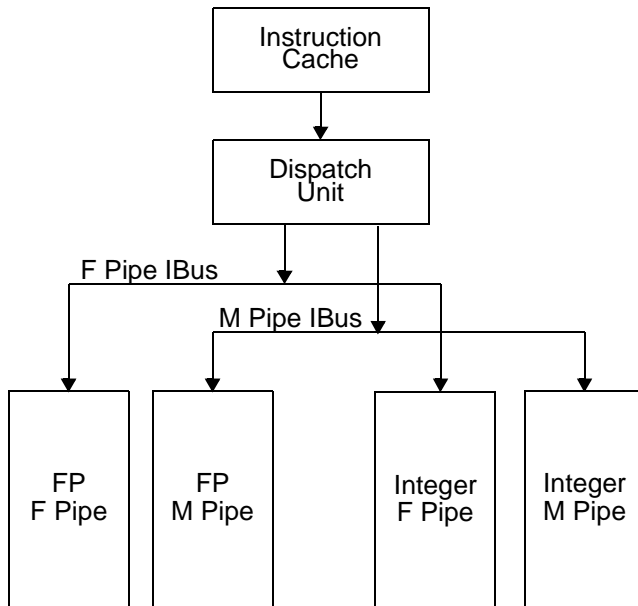 Instruction
Cache
Dispatch
Unit
F Pipe IBus
M Pipe IBus
FP
F Pipe
FP
M Pipe
Integer
F Pipe
Integer
M Pipe